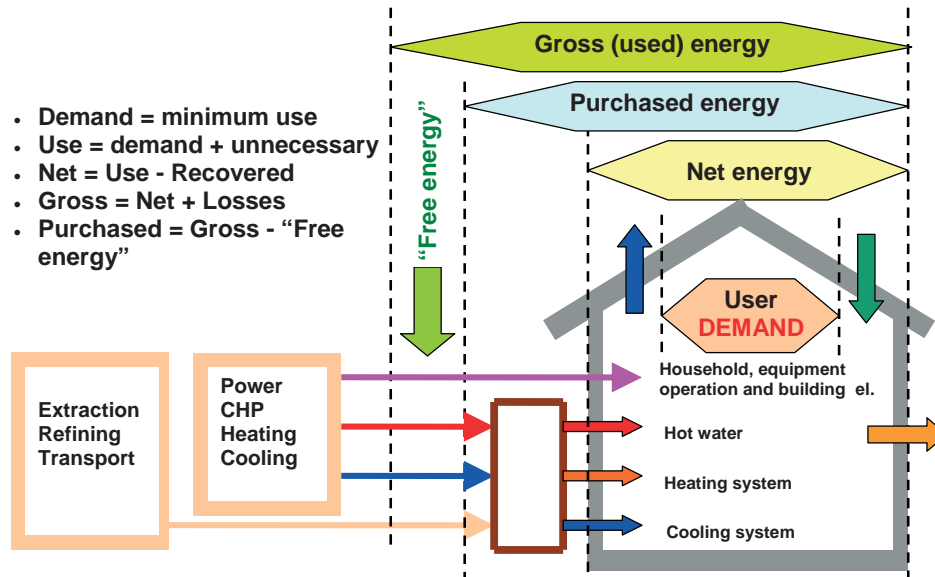 Gross (used) energy
Purchased energy
Net energy
• Demand = minimum use
• Use = demand + unnecessary
• Net = Use - Recovered
• Gross = Net + Losses
• Purchased = Gross - “Free
energy”
“Free energy”
User
DEMAND
Extraction
Refining
Transport
Power
CHP
Heating
Cooling
Household, equipment
operation and building el.
Hot water
Heating system
Cooling system